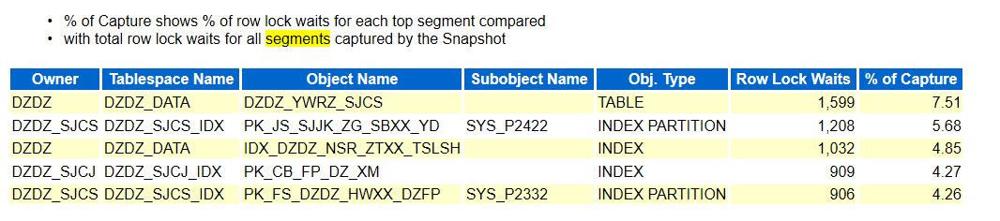 % of Capture shows % of row lock waits for each top segment compared
with total row lock waits for all segments captured by the Snapshot
Owner Tablespace Name Object Name Subobject Name Obj. Type Row Lock Waits % of Capture
DZDZ DZDZ_DATA DZDZ_YWRZ_SJCS TABLE 1,599 7.51
DZDZ_SJCS DZDZ_SJCS_IDX PK_JS_SJJK_ZG_SBXX_YD SYS_P2422 INDEX PARTITION 1,208 5.68
DZDZ DZDZ_DATA IDX_DZDZ_NSR_ZTXX_TSLSH INDEX 1,032 4.85
DZDZ_SJCJ DZDZ_SJCJ_IDX PK_CB_FP_DZ_XM INDEX 909 4.27
DZDZ_SJCS DZDZ_SJCS_IDX PK_FS_DZDZ_HWXX_DZFP SYS_P2332 INDEX PARTITION 906 4.26